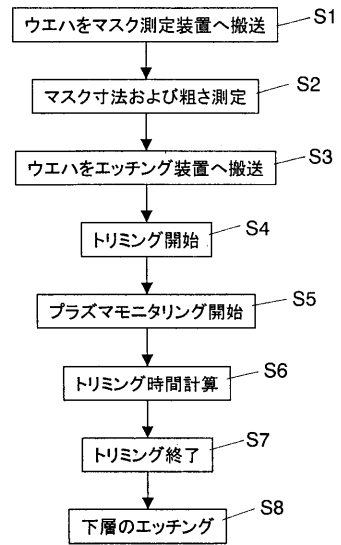 ウエハをマスク測定装置へ搬送
S1
マスク寸法および粗さ測定
S2
ウエハをエッチング装置へ搬送
S3
トリミング開始
S4
プラズマモニタリング開始
S5
トリミング時間計算
S6
トリミング終了
S7
下層のエッチング
S8